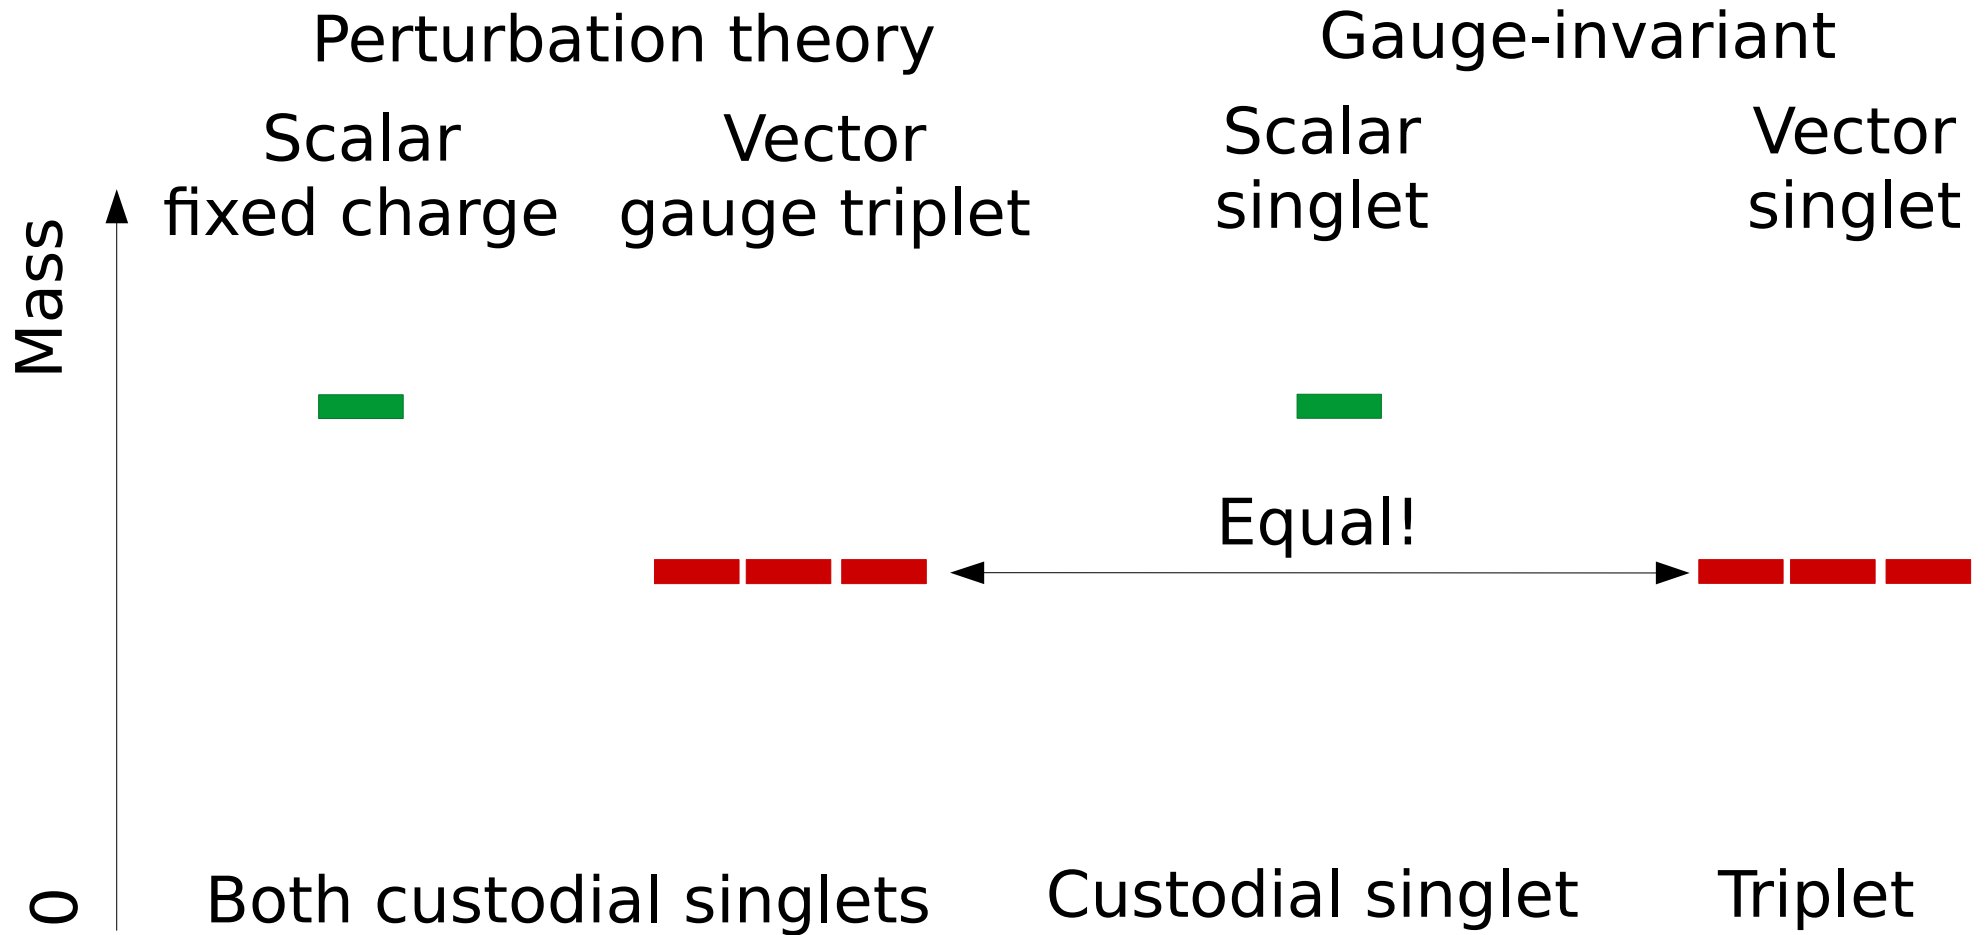 Perturbation theory
Gauge-invariant
Scalar
fixed charge
Vector
gauge triplet
Scalar
singlet
Vector
singlet
Mass
Equal!
0
Both custodial singlets
Custodial singlet
Triplet